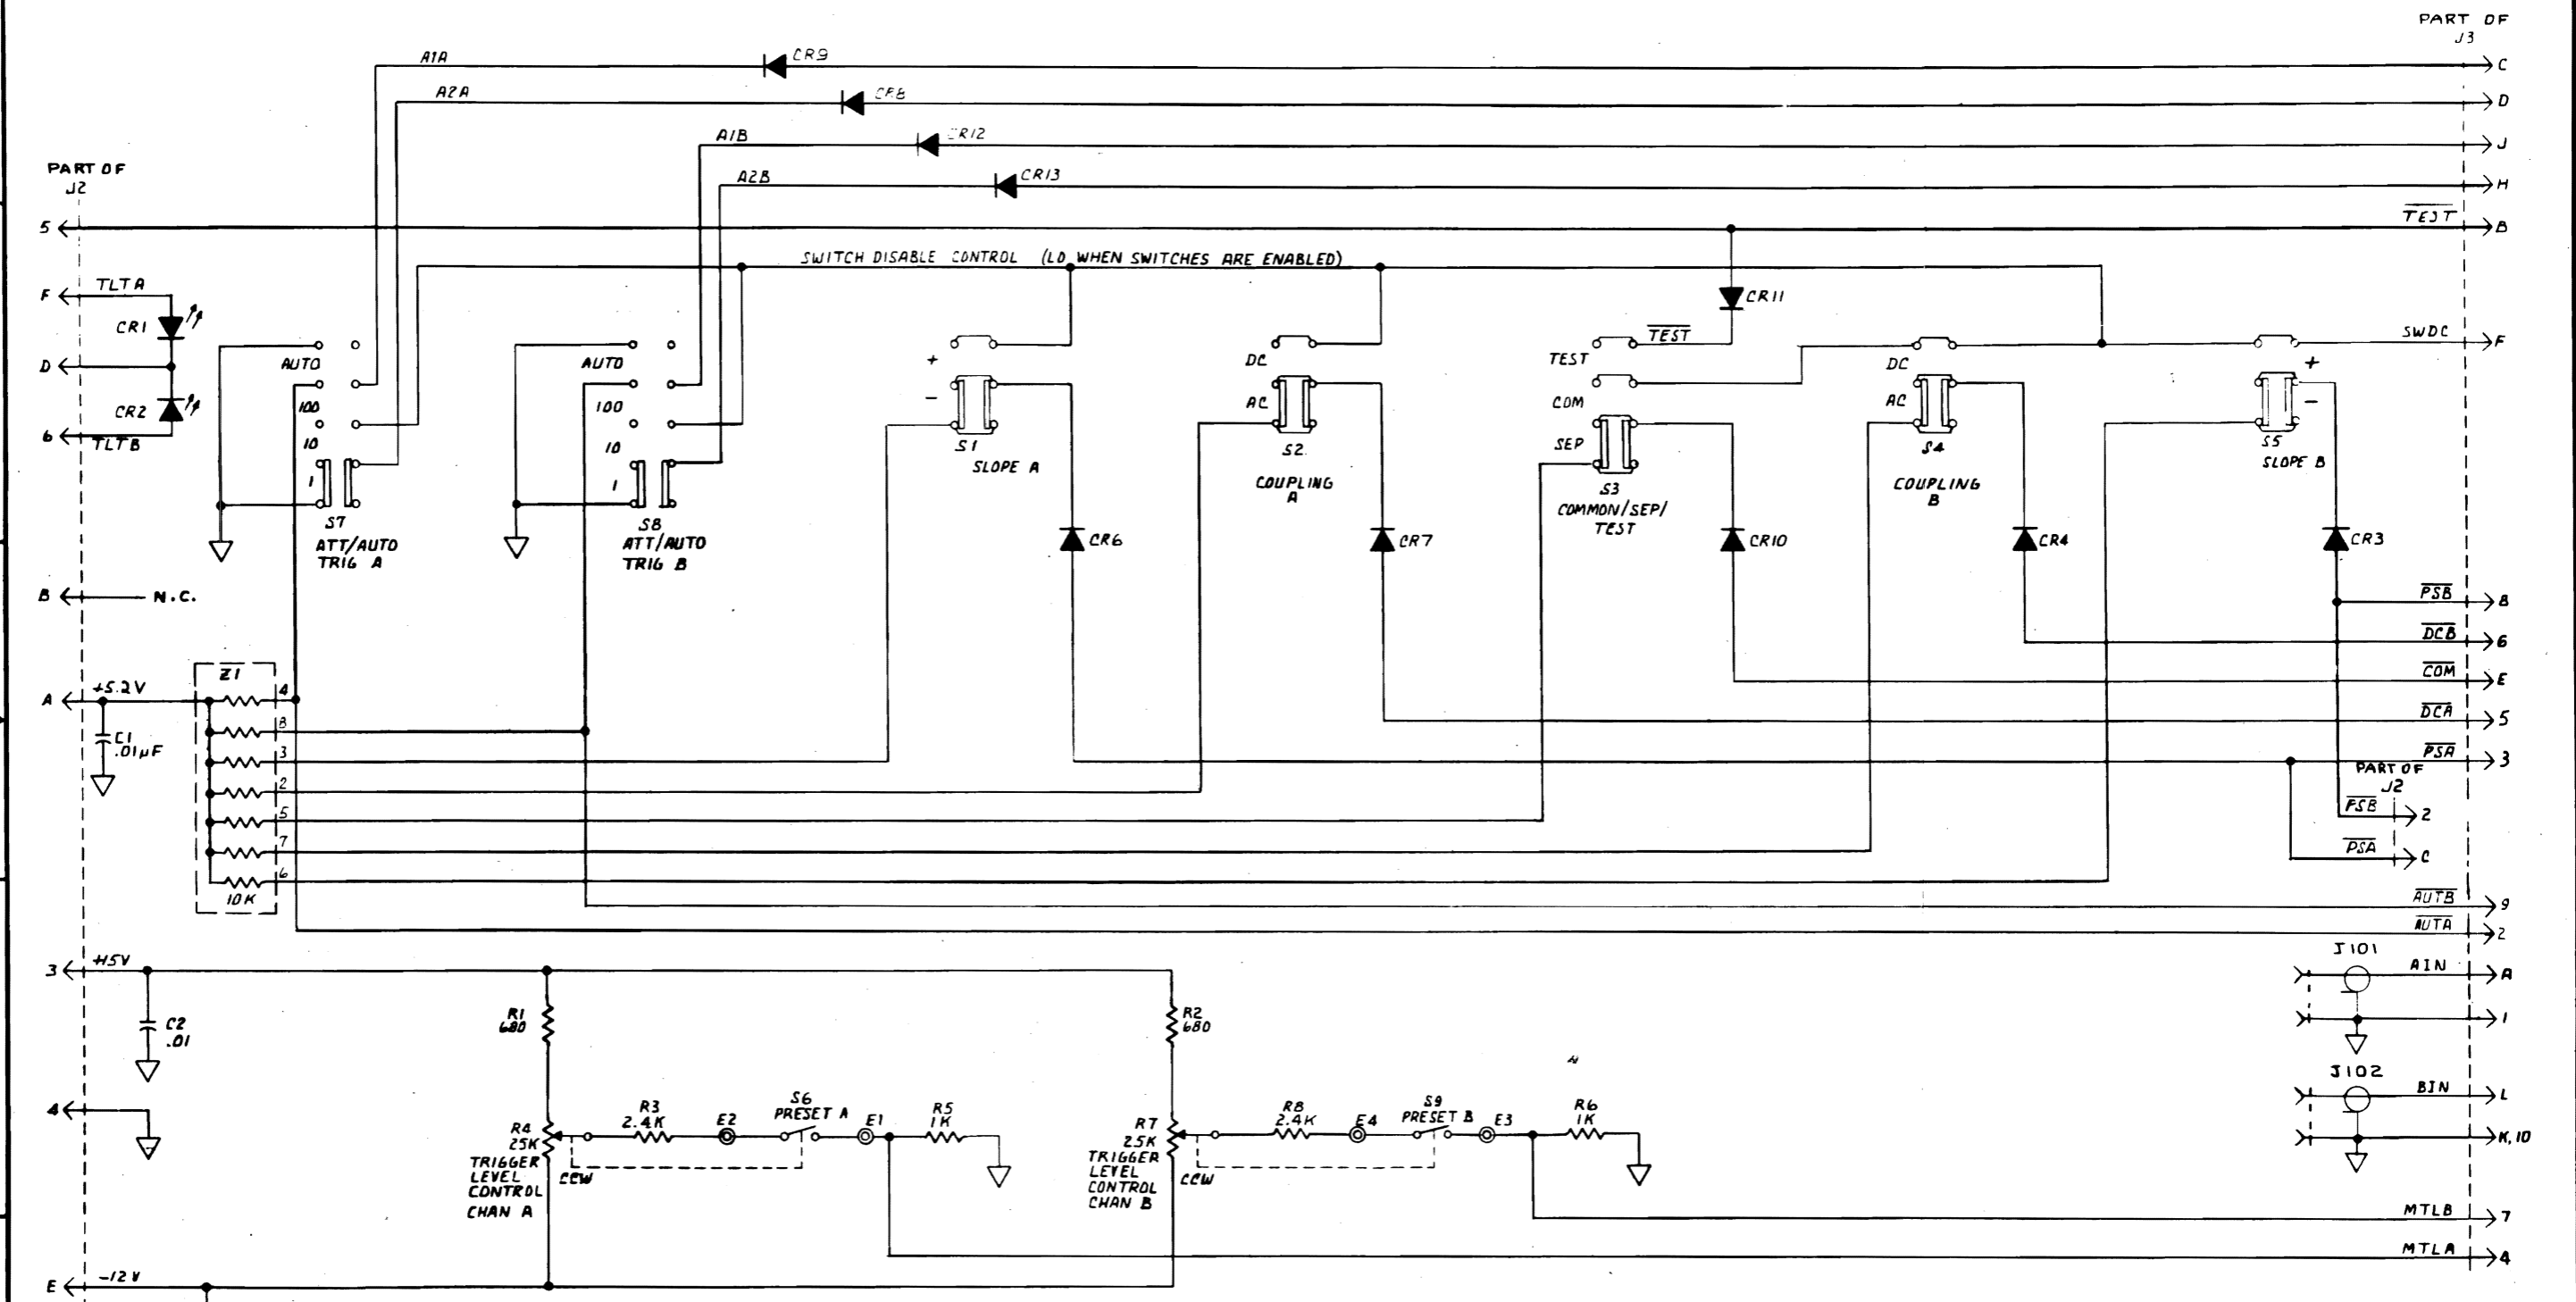 PART OF
J3
A1A
CR9
C
A2A
CR8
D
A1B
CR12
J
A2B
CR13
H
PART OF
J2
5
TEST
B
SWITCH DISABLE CONTROL (LO WHEN SWITCHES ARE ENABLED)
F
TLTA
CR1
D
CR2
6
TLTB
AUTO
100
10
1
S7
ATT/AUTO
TRIG A
AUTO
100
10
1
S8
ATT/AUTO
TRIG B
+
-
S1
SLOPE A
CR6
DC
AC
S2
COUPLING
A
CR7
CR11
TEST
TEST
COM
SEP
S3
COMMON/SEP/
TEST
CR10
DC
AC
S4
COUPLING
B
CR4
SWDC
F
+
-
S5
SLOPE B
CR3
B
N.C.
PSB
8
DCB
6
COM
E
DCA
5
PSA
3
PART OF
J2
PSB
2
PSA
C
A
+5.2V
C1
.01µF
Z1
4
8
3
2
5
7
6
10K
AUTB
9
AUTA
2
3
+15V
C2
.01
4
R1
680
R4
25K
TRIGGER
LEVEL
CONTROL
CHAN A
CCW
R3
2.4K
E2
S6
PRESET A
E1
R5
1K
R2
680
R7
25K
TRIGGER
LEVEL
CONTROL
CHAN B
CCW
R8
2.4K
E4
S9
PRESET B
E3
R6
1K
J101
AIN
A
1
J102
BIN
L
K,10
MTLB
7
MTLA
4
E
-12V